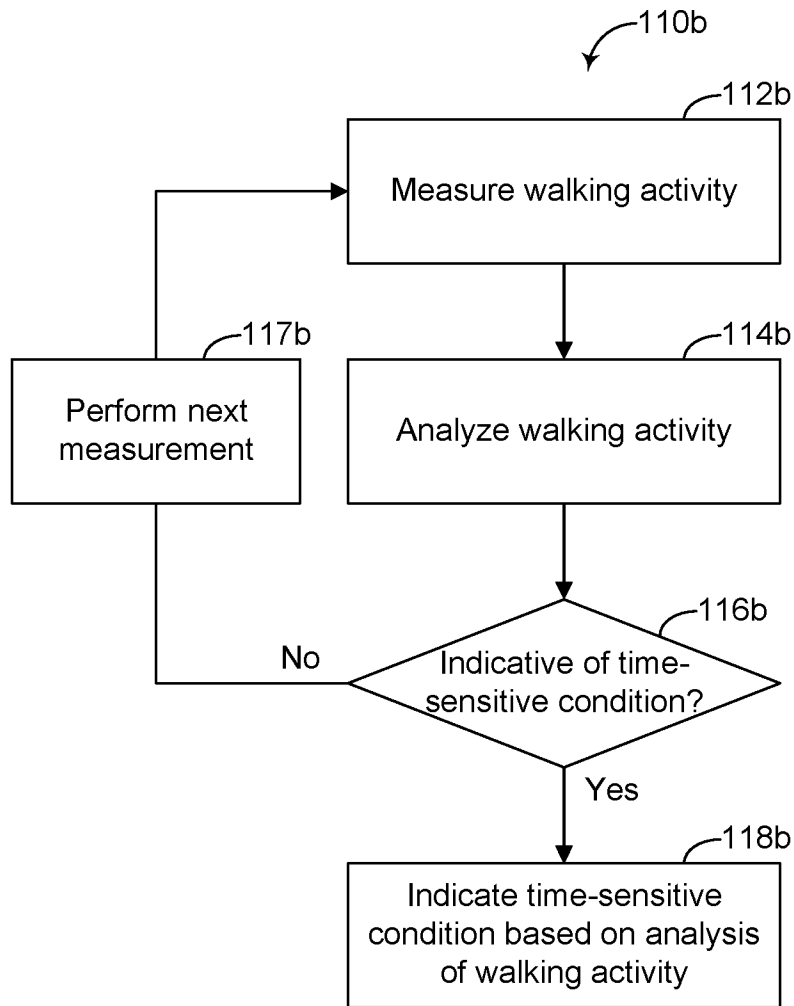 110b
112b
Measure walking activity
117b
114b
Perform next
measurement
Analyze walking activity
116b
No
Indicative of time-
sensitive condition?
Yes
118b
Indicate time-sensitive
condition based on analysis
of walking activity